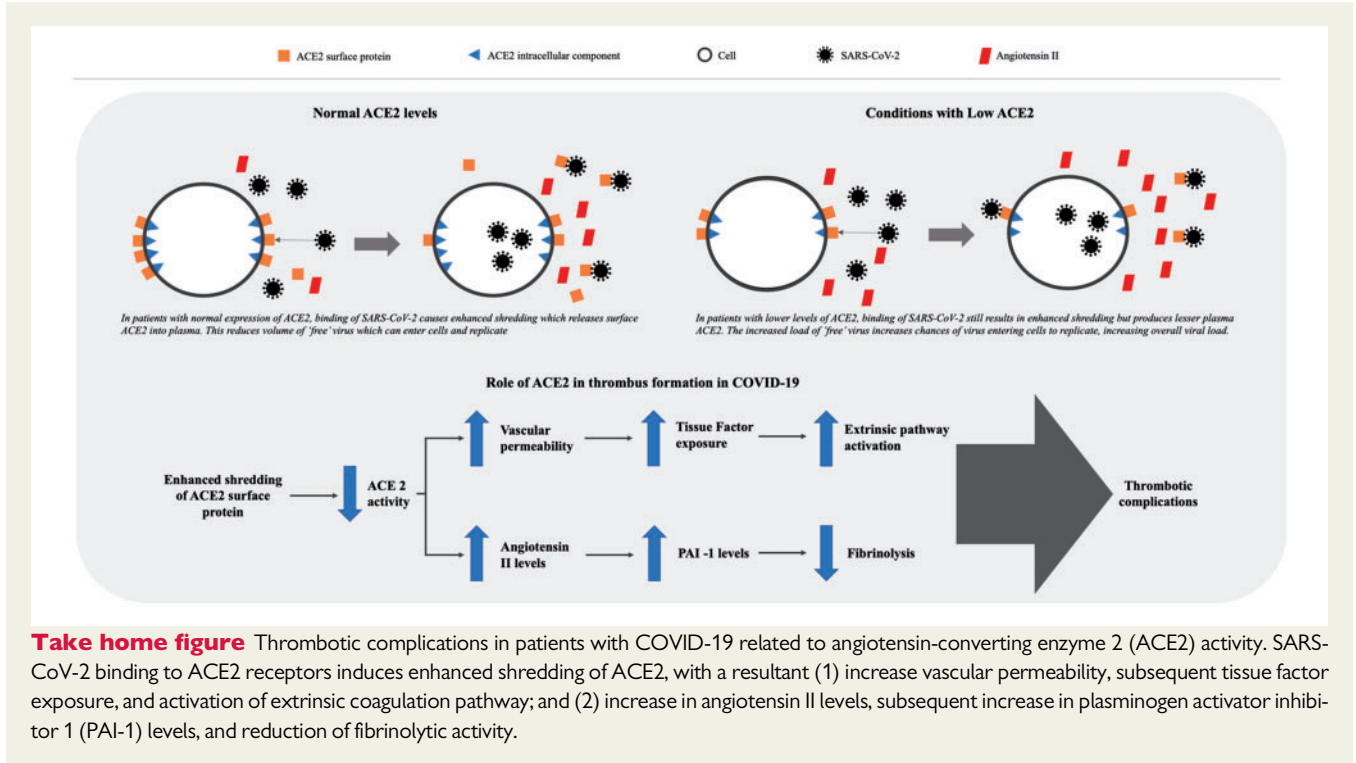 ACE2 surface protein
ACE2 intracellular component
Cell
SARS-CoV-2
Angiotensin II
Normal ACE2 levels
Conditions with Low ACE2
In patients with normal expression of ACE2, binding of SARS-CoV-2 causes enhanced shredding which releases surface
ACE2 into plasma. This reduces volume of 'free' virus which can enter cells and replicate
In patients with lower levels of ACE2, binding of SARS-CoV-2 still results in enhanced shredding but produces lesser plasma
ACE2. The increased load of 'free' virus increases chances of virus entering cells to replicate, increasing overall viral load.
Role of ACE2 in thrombus formation in COVID-19
Enhanced shredding
of ACE2 surface
protein
ACE 2
activity
Vascular
permeability
Tissue Factor
exposure
Extrinsic pathway
activation
Angiotensin
II levels
PAI -1 levels
Fibrinolysis
Thrombotic
complications
Take home figure Thrombotic complications in patients with COVID-19 related to angiotensin-converting enzyme 2 (ACE2) activity. SARS-
CoV-2 binding to ACE2 receptors induces enhanced shredding of ACE2, with a resultant (1) increase vascular permeability, subsequent tissue factor
exposure, and activation of extrinsic coagulation pathway; and (2) increase in angiotensin II levels, subsequent increase in plasminogen activator inhibi-
tor 1 (PAI-1) levels, and reduction of fibrinolytic activity.